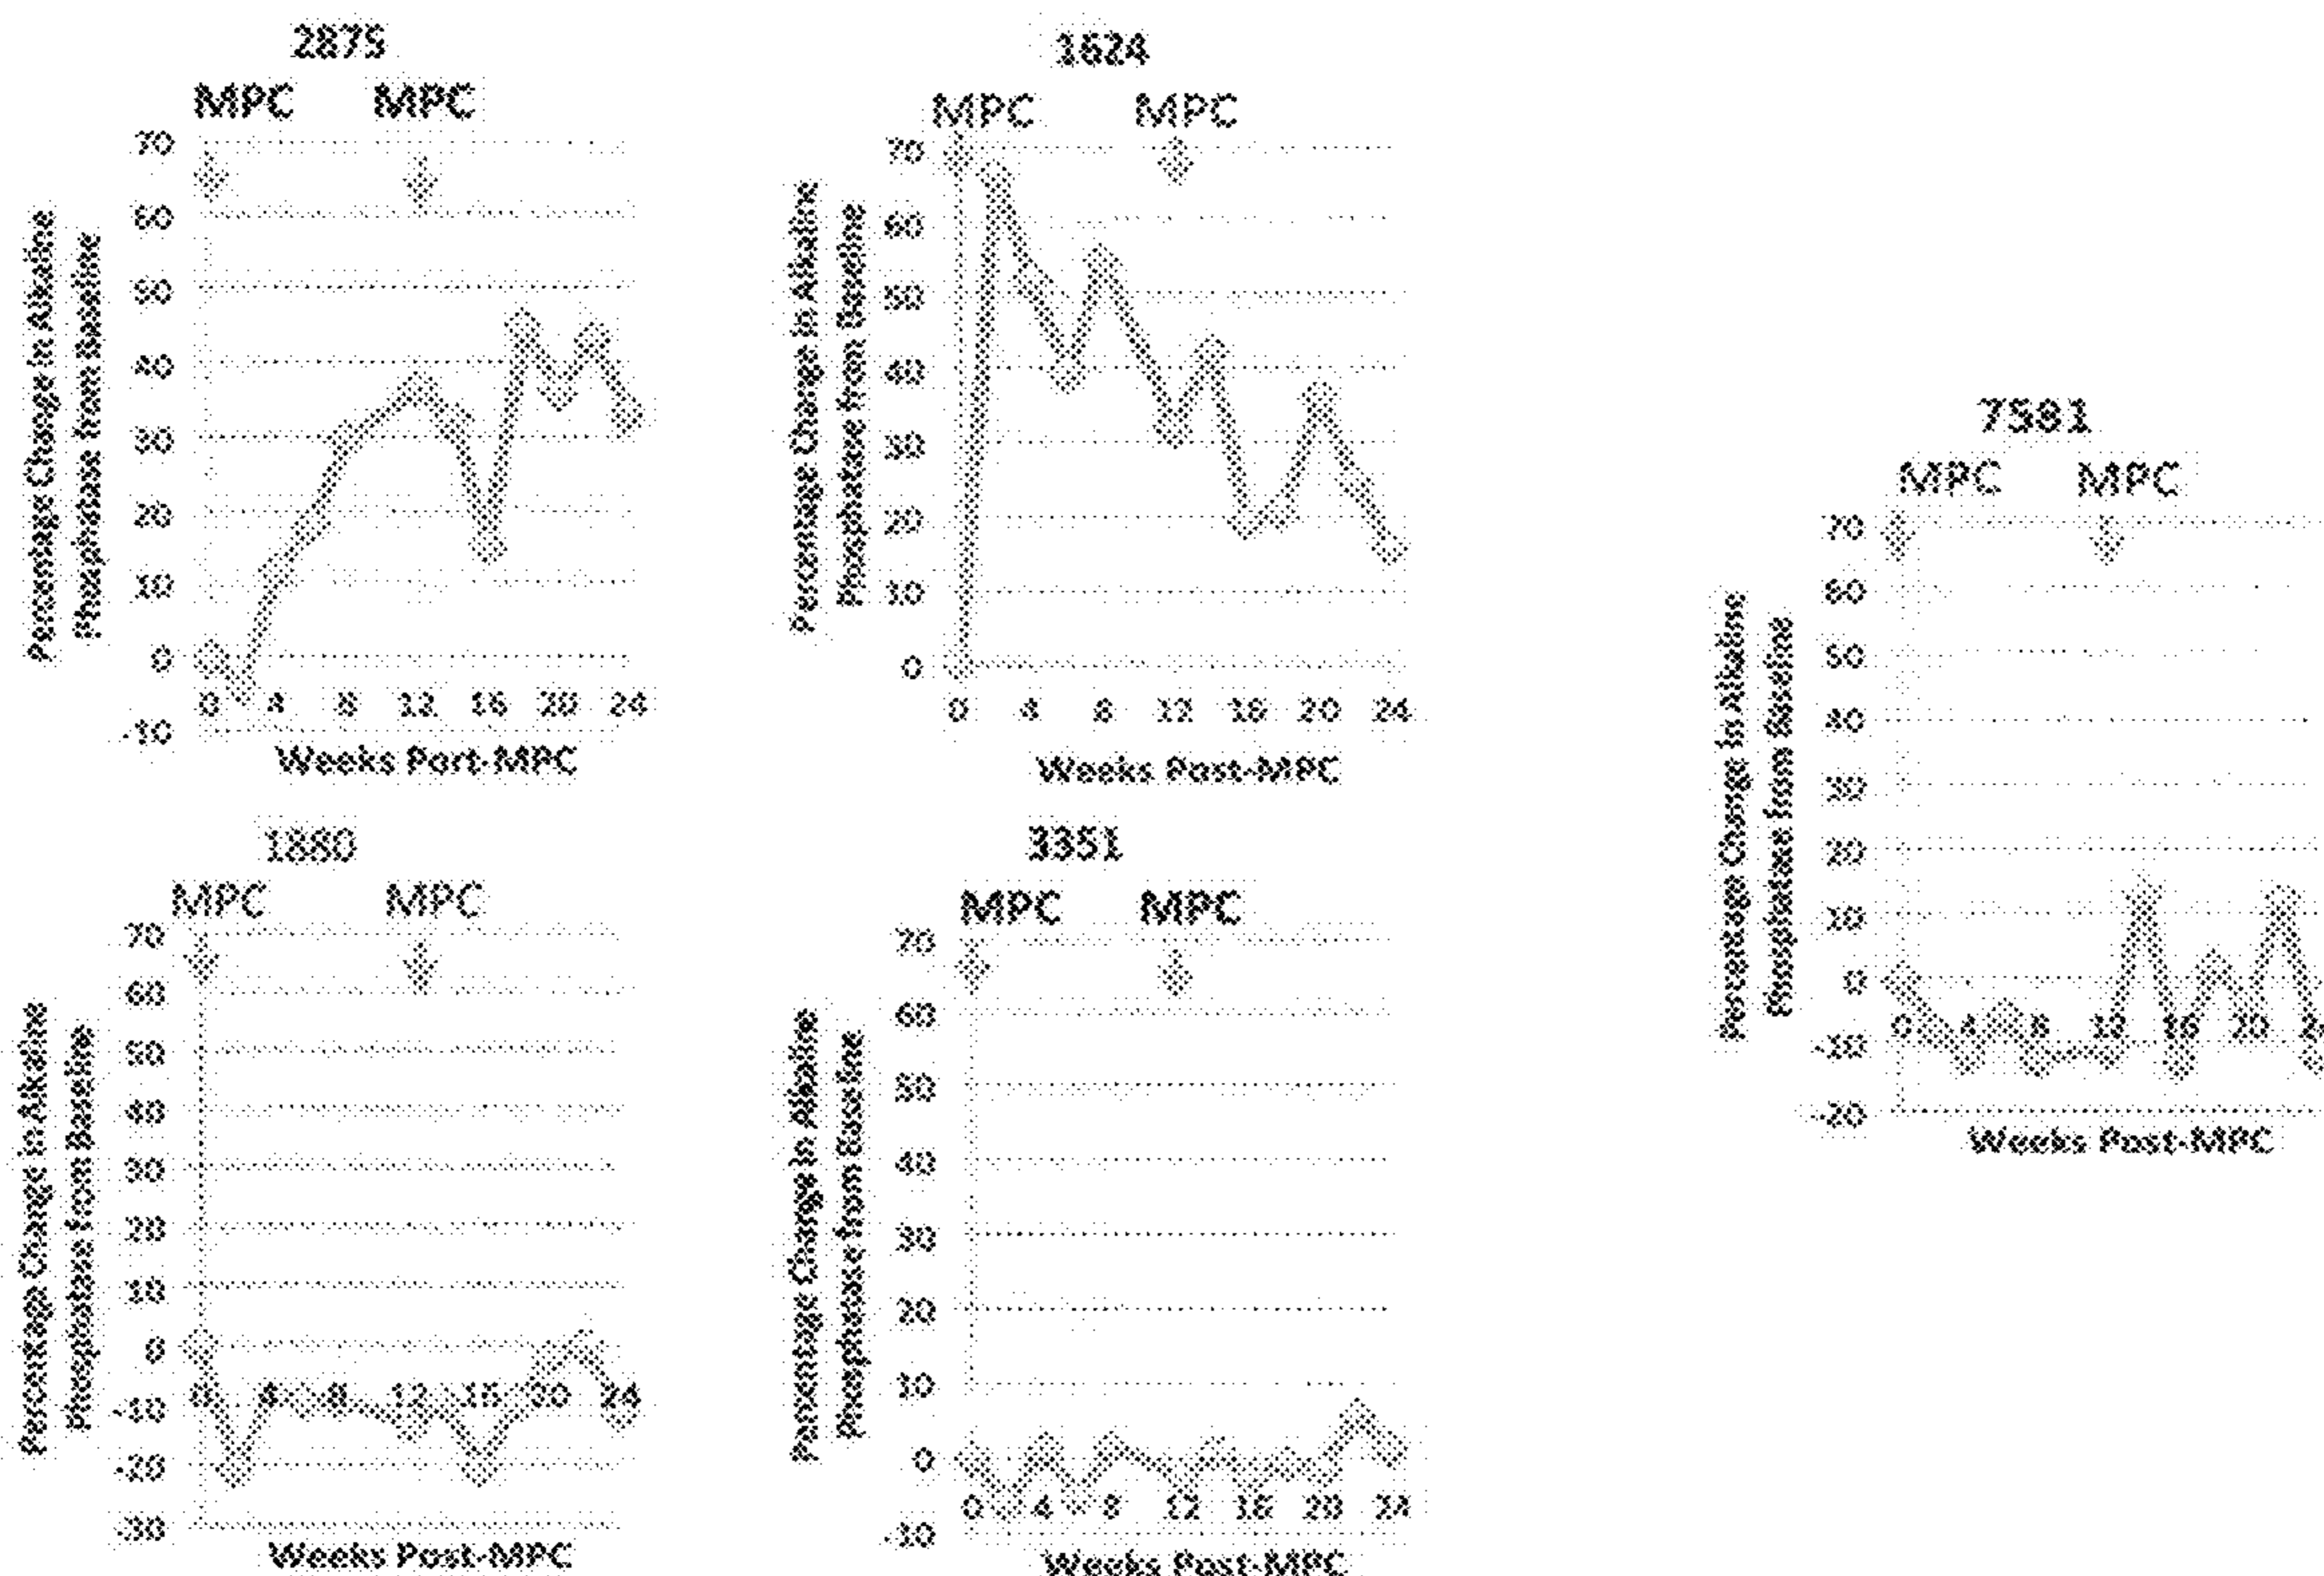 2875
MPC MPC
Percentage Change in Alkaline
Phosphatase from Baseline
70
60
50
40
30
20
10
0
-10
0 4 8 12 16 20 24
Weeks Port-MPC
1624
MPC MPC
Percentage Change in Alkaline
Phosphatase from Baseline
70
60
50
40
30
20
10
0
0 4 8 12 16 20 24
Weeks Post-MPC
1880
MPC MPC
Percentage Change in Alkaline
Phosphatase from Baseline
70
60
50
40
30
20
10
0
-10
-20
-30
0 4 8 12 16 20 24
Weeks Post-MPC
3351
MPC MPC
Percentage Change in Alkaline
Phosphatase from Baseline
70
60
50
40
30
20
10
0
-10
0 4 8 12 16 20 24
Weeks Post-MPC
7581
MPC MPC
Percentage Change in Alkaline
Phosphatase from Baseline
70
60
50
40
30
20
10
0
-10
-20
0 4 8 12 16 20
Weeks Post-MPC